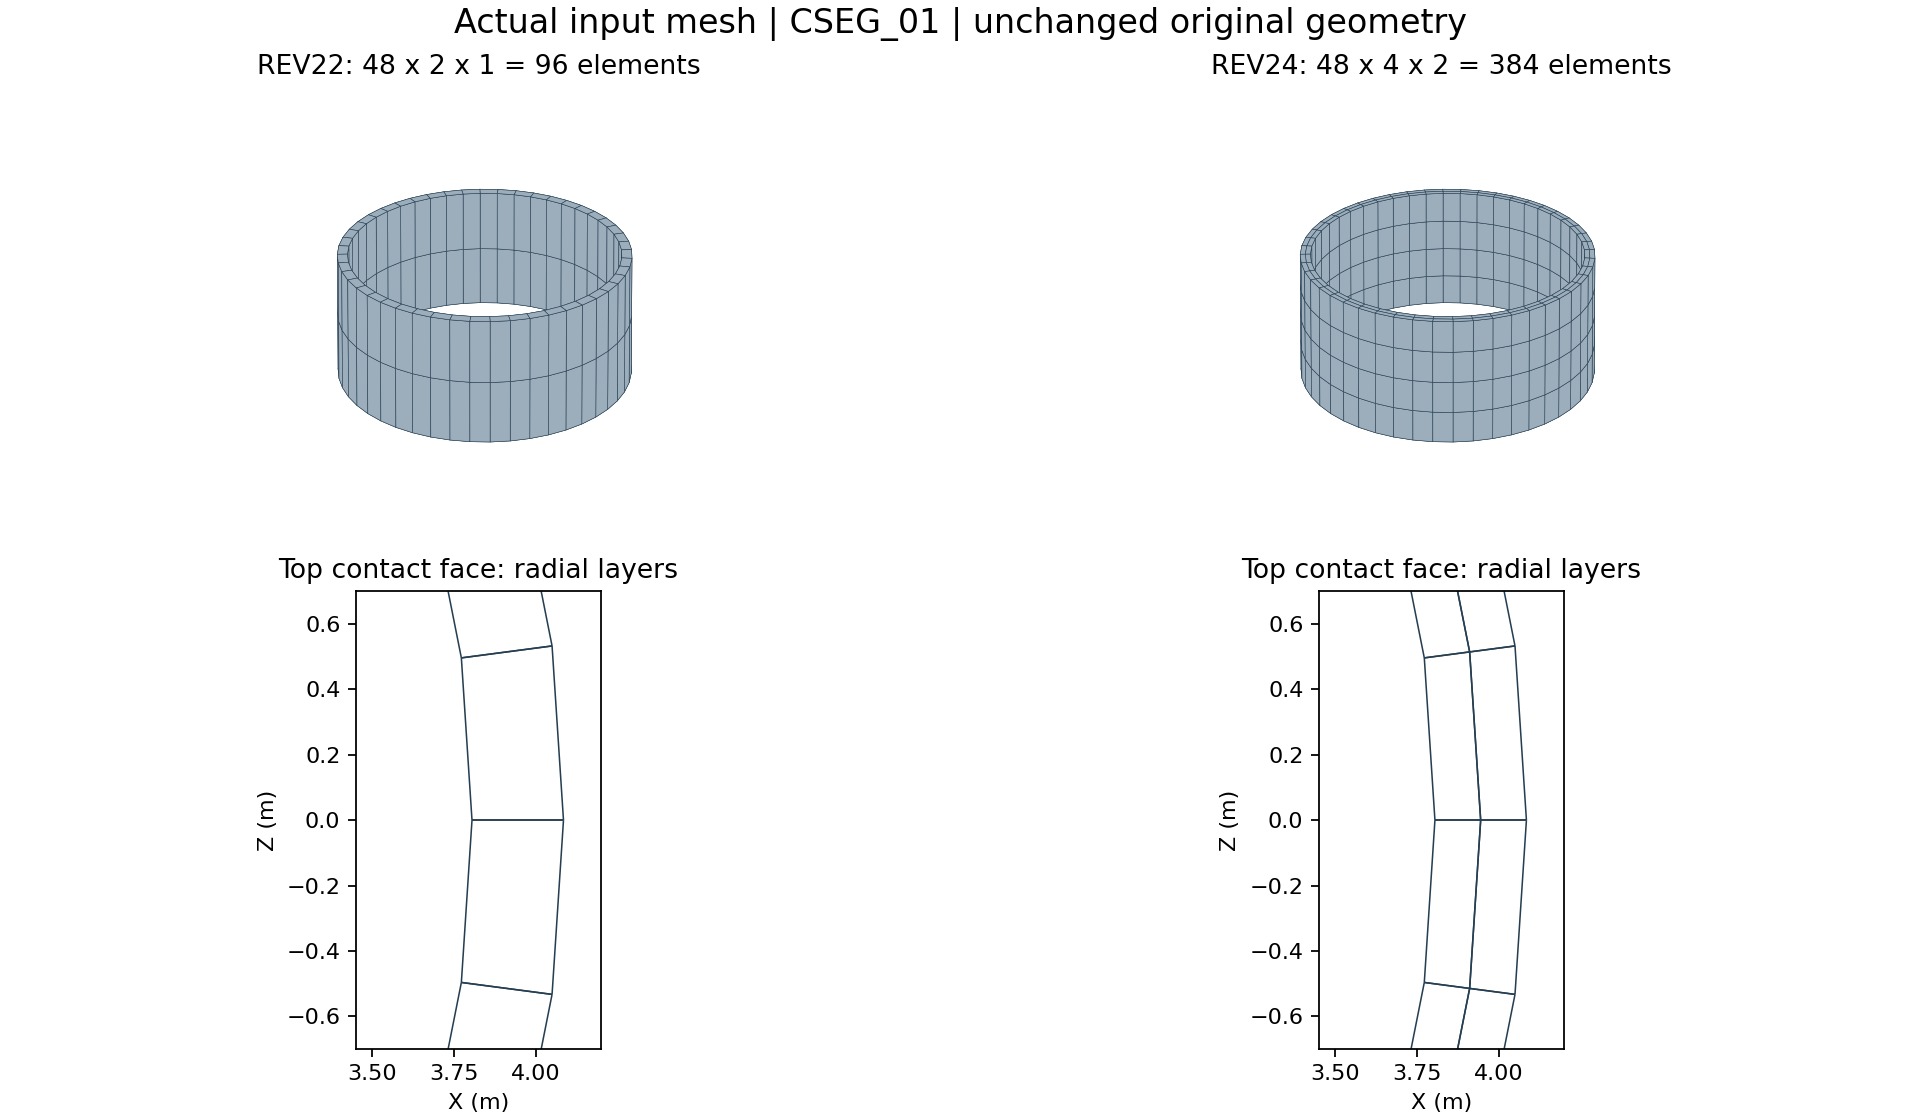 Actual input mesh | CSEG_01 | unchanged original geometry
REV22: 48 x 2 x 1 = 96 elements
REV24: 48 x 4 x 2 = 384 elements
Top contact face: radial layers
0.6
0.4
0.2
0.0
−0.2
−0.4
−0.6
Z (m)
3.50 3.75 4.00
X (m)
Top contact face: radial layers
0.6
0.4
0.2
0.0
−0.2
−0.4
−0.6
Z (m)
3.50 3.75 4.00
X (m)